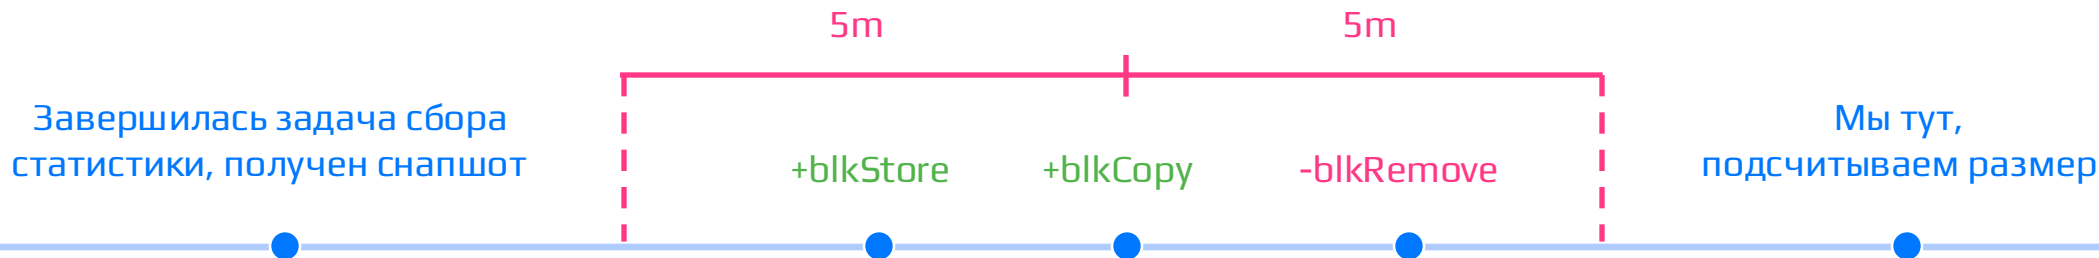 5m
5m
Завершилась задача сбора
статистики, получен снапшот
+blkStore
+blkCopy
-blkRemove
Мы тут,
подсчитываем размер